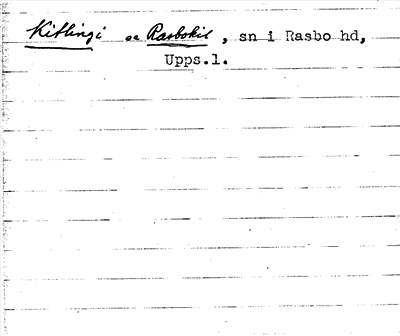 Kitlingi se Rasbokil, sn i Rasbo hd,
Upps.l.